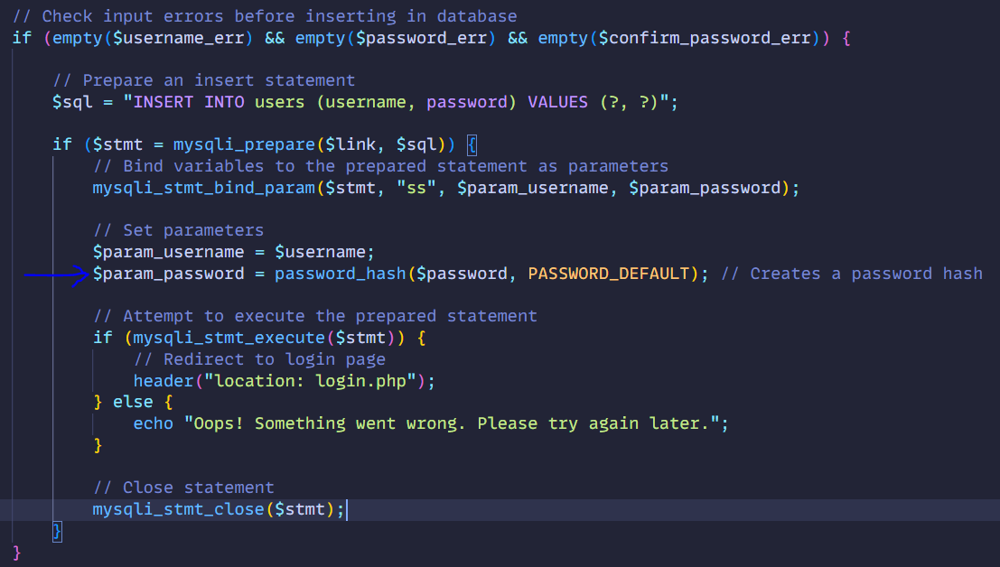 // Check input errors before inserting in database
if (empty($username_err) && empty($password_err) && empty($confirm_password_err)) {
// Prepare an insert statement
$sql = "INSERT INTO users (username, password) VALUES (?, ?)";
if ($stmt = mysqli_prepare($link, $sql)) {
// Bind variables to the prepared statement as parameters
mysqli_stmt_bind_param($stmt, "ss", $param_username, $param_password);
// Set parameters
$param_username = $username;
$param_password = password_hash($password, PASSWORD_DEFAULT); // Creates a password hash
// Attempt to execute the prepared statement
if (mysqli_stmt_execute($stmt)) {
// Redirect to login page
header("location: login.php");
} else {
echo "Oops! Something went wrong. Please try again later.";
}
// Close statement
mysqli_stmt_close($stmt);
}
}